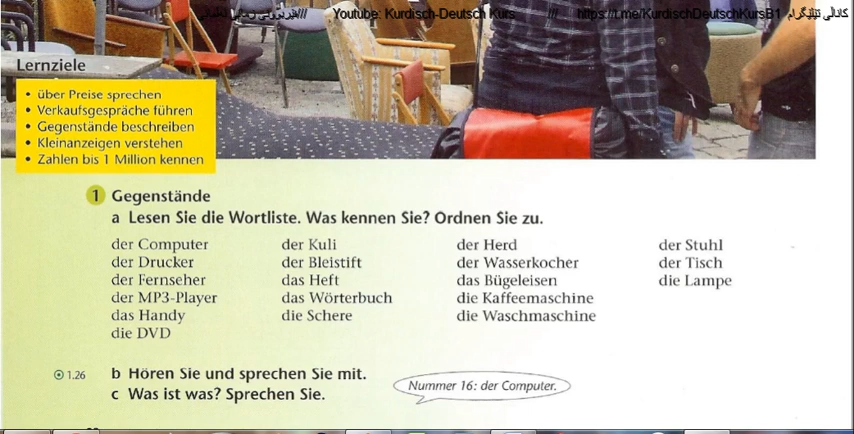 Youtube: Kurdisch-Deutsch Kurs /// https://t.me/KurdischDeutschKursB1 کاناڵی تێلێگرام
Lernziele
• über Preise sprechen
• Verkaufsgespräche führen
• Gegenstände beschreiben
• Kleinanzeigen verstehen
• Zahlen bis 1 Million kennen
1 Gegenstände
a Lesen Sie die Wortliste. Was kennen Sie? Ordnen Sie zu.
der Computer
der Drucker
der Fernseher
der MP3-Player
das Handy
die DVD
der Kuli
der Bleistift
das Heft
das Wörterbuch
die Schere
der Herd
der Wasserkocher
das Bügeleisen
die Kaffeemaschine
die Waschmaschine
der Stuhl
der Tisch
die Lampe
1.26 b Hören Sie und sprechen Sie mit.
Nummer 16: der Computer.
c Was ist was? Sprechen Sie.